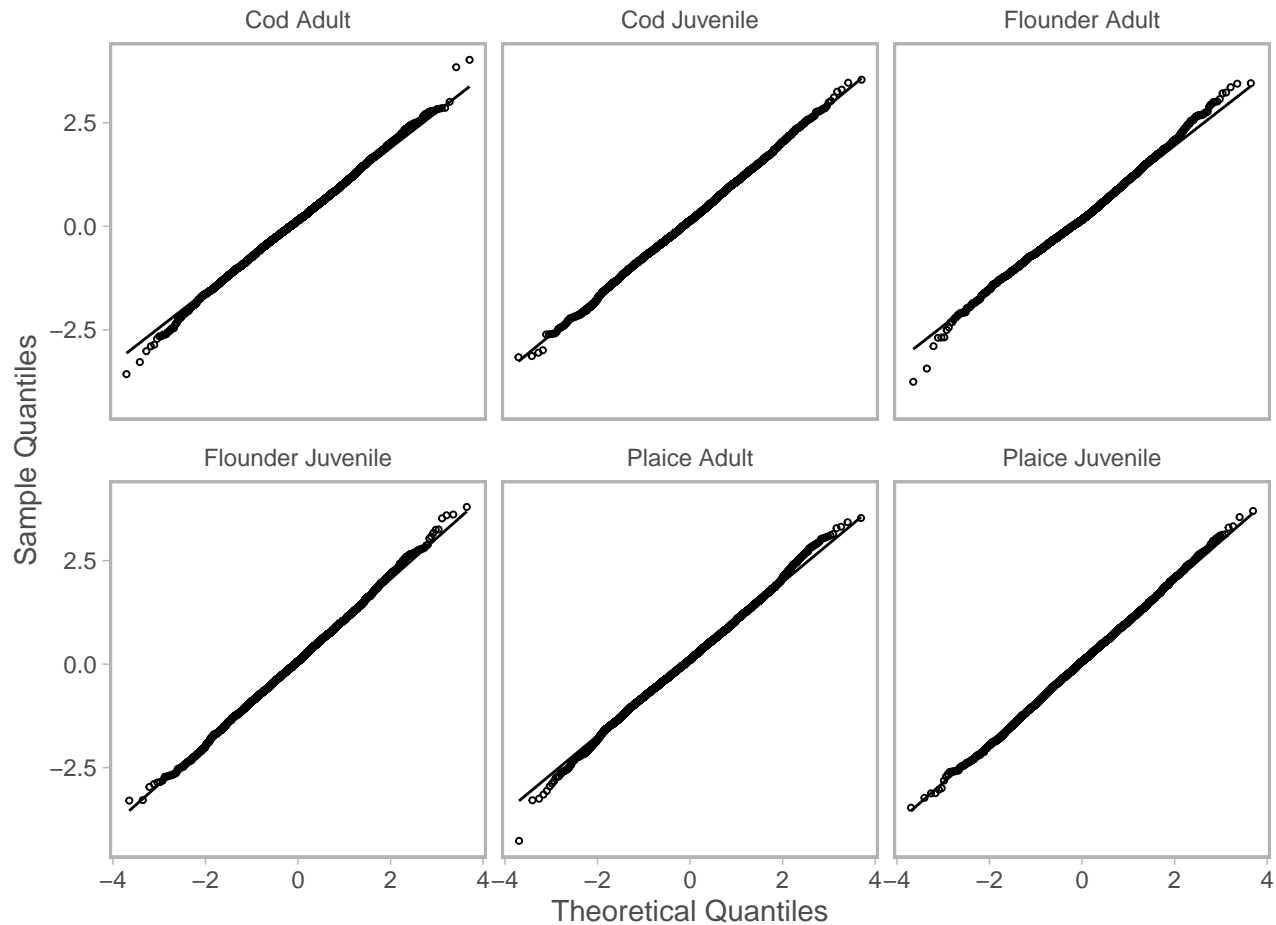 Cod Adult Cod Juvenile Flounder Adult
2.5
0.0
−2.5
Flounder Juvenile Plaice Adult Plaice Juvenile
2.5
0.0
−2.5
Sample Quantiles
−4 −2 0 2 4 −4 −2 0 2 4 −4 −2 0 2 4
Theoretical Quantiles